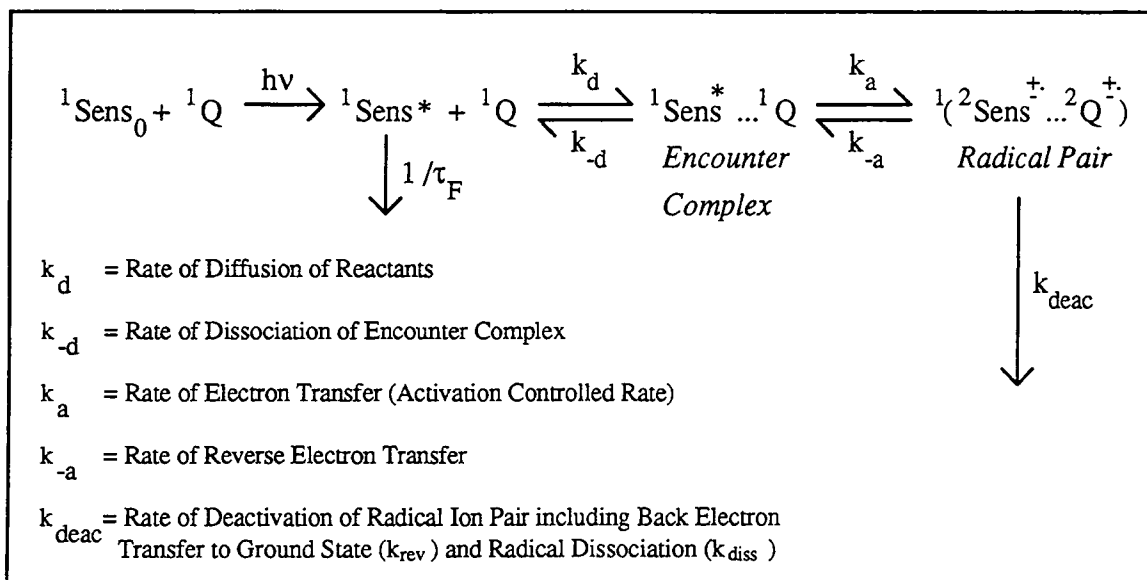 ¹Sens₀ + ¹Q hν ¹Sens* + ¹Q k_d k_-d ¹Sens* ...¹Q k_a k_-a ¹(²Sens^±. ...²Q^∓.)
Encounter Complex
Radical Pair
1/τ_F
k_deac
k_d = Rate of Diffusion of Reactants
k_-d = Rate of Dissociation of Encounter Complex
k_a = Rate of Electron Transfer (Activation Controlled Rate)
k_-a = Rate of Reverse Electron Transfer
k_deac = Rate of Deactivation of Radical Ion Pair including Back Electron
Transfer to Ground State (k_rev) and Radical Dissociation (k_diss)